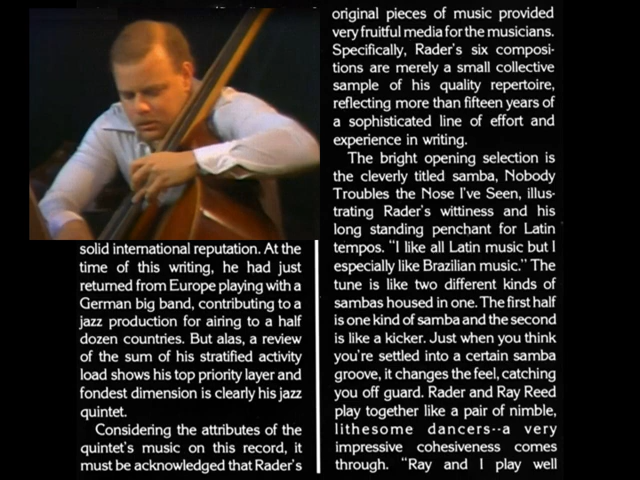 solid international reputation. At the
time of this writing, he had just
returned from Europe playing with a
German big band, contributing to a
jazz production for airing to a half
dozen countries. But alas, a review
of the sum of his stratified activity
load shows his top priority layer and
fondest dimension is clearly his jazz
quintet.
Considering the attributes of the
quintet's music on this record, it
must be acknowledged that Rader's
original pieces of music provided
very fruitful media for the musicians.
Specifically, Rader's six composi-
tions are merely a small collective
sample of his quality repertoire,
reflecting more than fifteen years of
a sophisticated line of effort and
experience in writing.
The bright opening selection is
the cleverly titled samba, Nobody
Troubles the Nose I've Seen, illus-
trating Rader's wittiness and his
long standing penchant for Latin
tempos. "I like all Latin music but I
especially like Brazilian music." The
tune is like two different kinds of
sambas housed in one. The first half
is one kind of samba and the second
is like a kicker. Just when you think
you're settled into a certain samba
groove, it changes the feel, catching
you off guard. Rader and Ray Reed
play together like a pair of nimble,
lithesome dancers--a very
impressive cohesiveness comes
through. "Ray and I play well